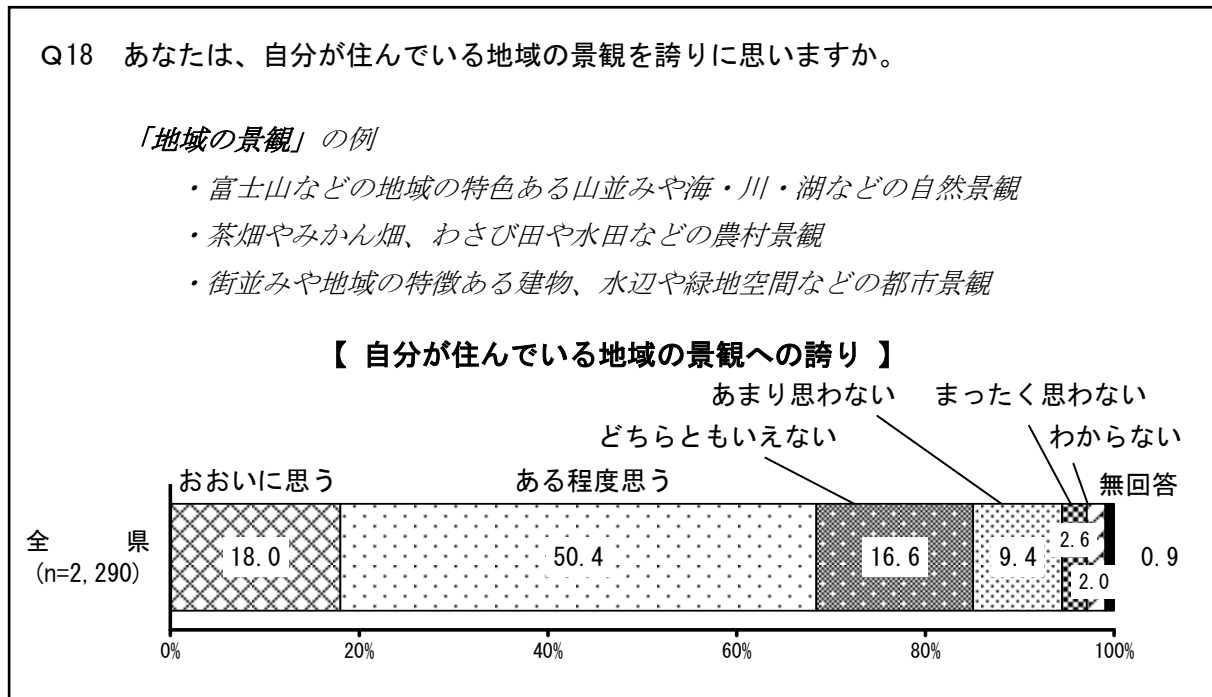 Q18　あなたは、自分が住んでいる地域の景観を誇りに思いますか。
「地域の景観」の例
・富士山などの地域の特色ある山並みや海・川・湖などの自然景観
・茶畑やみかん畑、わさび田や水田などの農村景観
・街並みや地域の特徴ある建物、水辺や緑地空間などの都市景観
【 自分が住んでいる地域の景観への誇り 】
あまり思わない　まったく思わない
どちらともいえない　わからない
おおいに思う　ある程度思う　無回答
全　県
(n=2,290)
18.0　50.4　16.6　9.4　2.6　2.0　0.9
0%　20%　40%　60%　80%　100%